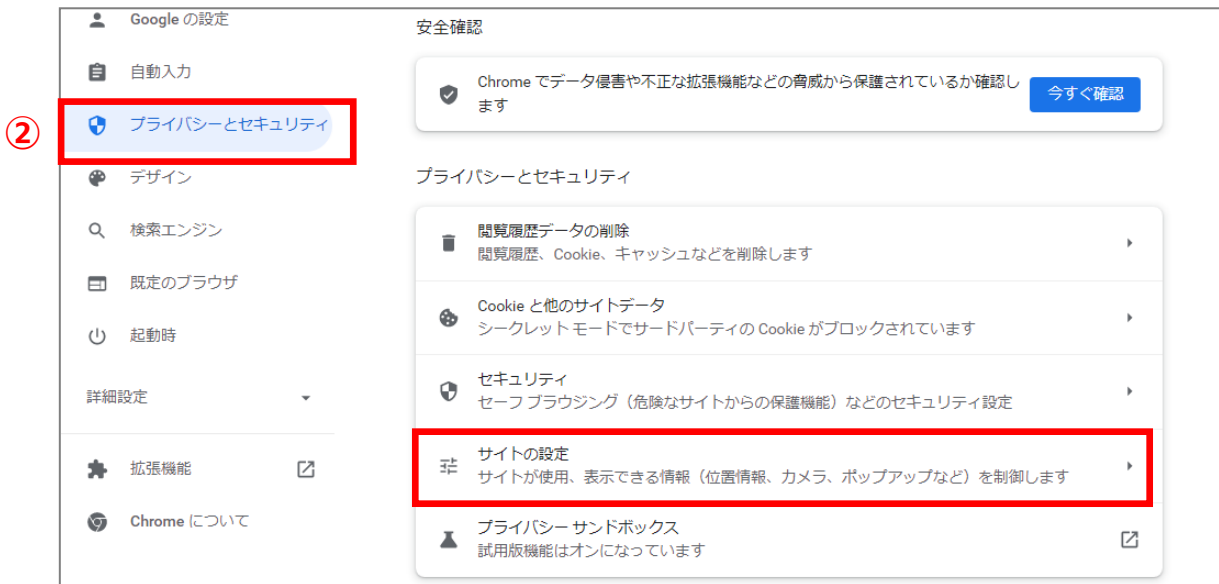 Google の設定
自動入力
②
プライバシーとセキュリティ
デザイン
検索エンジン
既定のブラウザ
起動時
詳細設定
拡張機能
Chrome について
安全確認
Chrome でデータ侵害や不正な拡張機能などの脅威から保護されているか確認し
ます
今すぐ確認
プライバシーとセキュリティ
閲覧履歴データの削除
閲覧履歴、Cookie、キャッシュなどを削除します
Cookie と他のサイトデータ
シークレット モードでサードパーティの Cookie がブロックされています
セキュリティ
セーフ ブラウジング（危険なサイトからの保護機能）などのセキュリティ設定
サイトの設定
サイトが使用、表示できる情報（位置情報、カメラ、ポップアップなど）を制御します
プライバシー サンドボックス
試用版機能はオンになっています